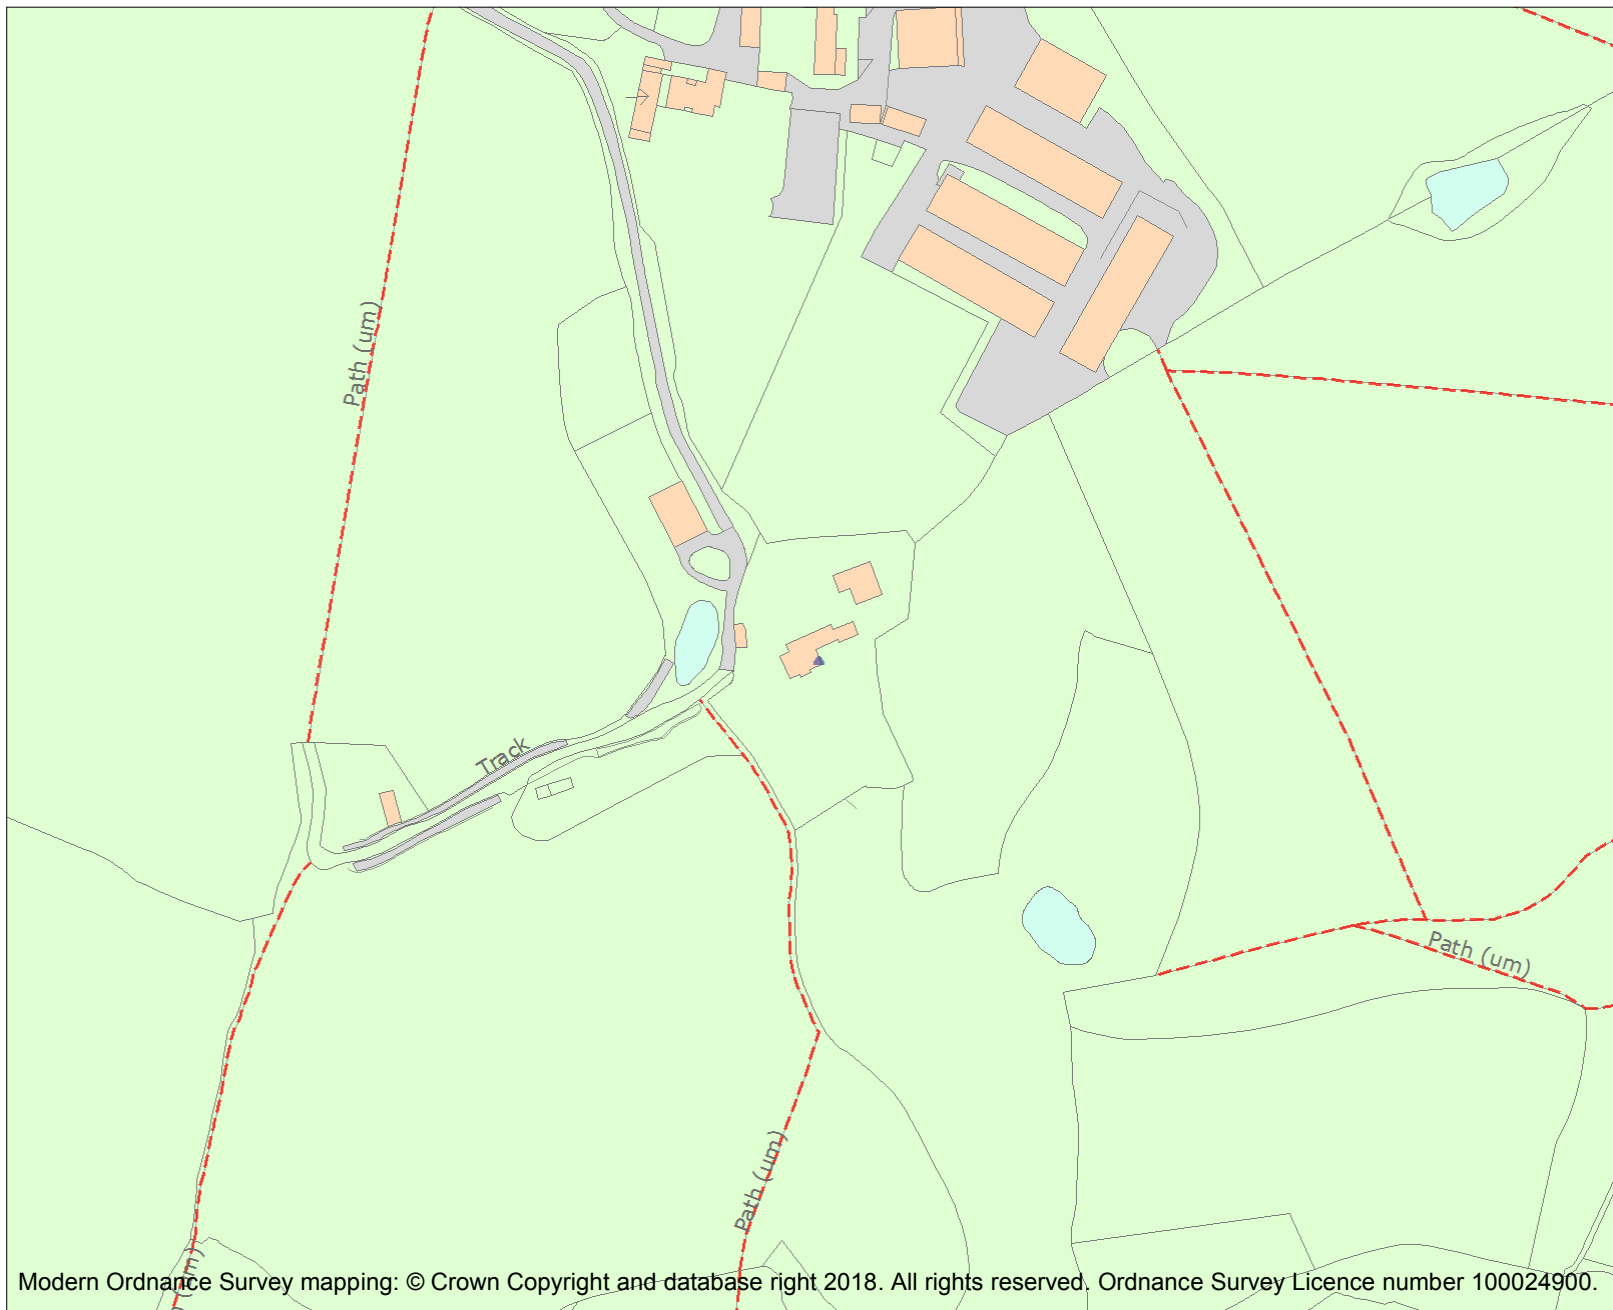 Path (um)
Track
Path (um)
Path (um)
(um)
Modern Ordnance Survey mapping: © Crown Copyright and database right 2018. All rights reserved. Ordnance Survey Licence number 100024900.